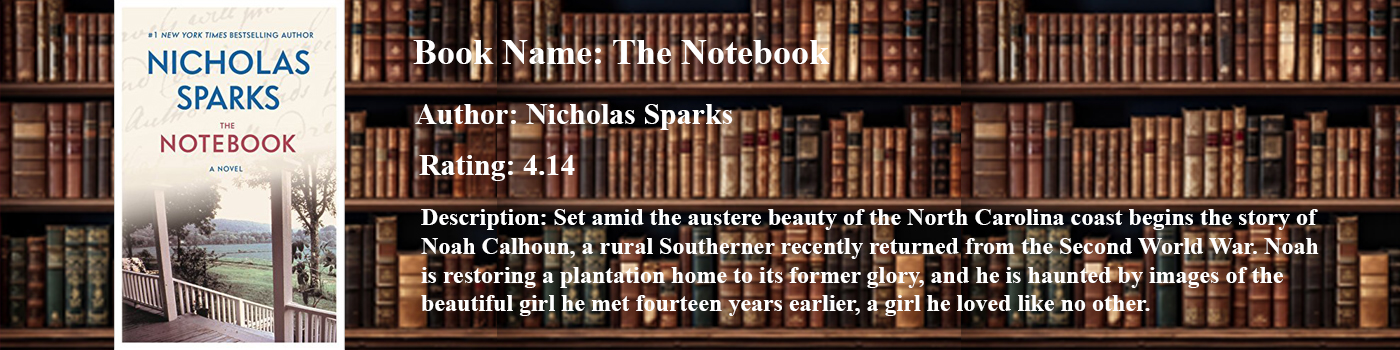 #1 NEW YORK TIMES BESTSELLING AUTHOR
NICHOLAS
SPARKS
THE
NOTEBOOK
A NOVEL
Book Name: The Notebook
Author: Nicholas Sparks
Rating: 4.14
Description: Set amid the austere beauty of the North Carolina coast begins the story of
Noah Calhoun, a rural Southerner recently returned from the Second World War. Noah
is restoring a plantation home to its former glory, and he is haunted by images of the
beautiful girl he met fourteen years earlier, a girl he loved like no other.